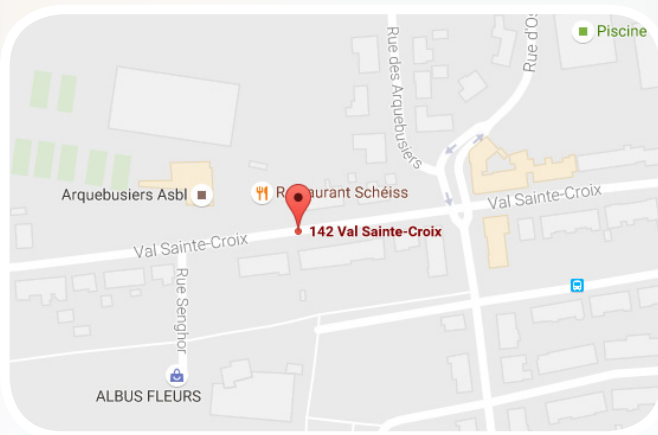 Piscine
Rue d'O
Rue des Arquebusiers
Arquebusiers Asbl
Restaurant Schéiss
Val Sainte-Croix
142 Val Sainte-Croix
Val Sainte-Croix
Rue Senghor
ALBUS FLEURS